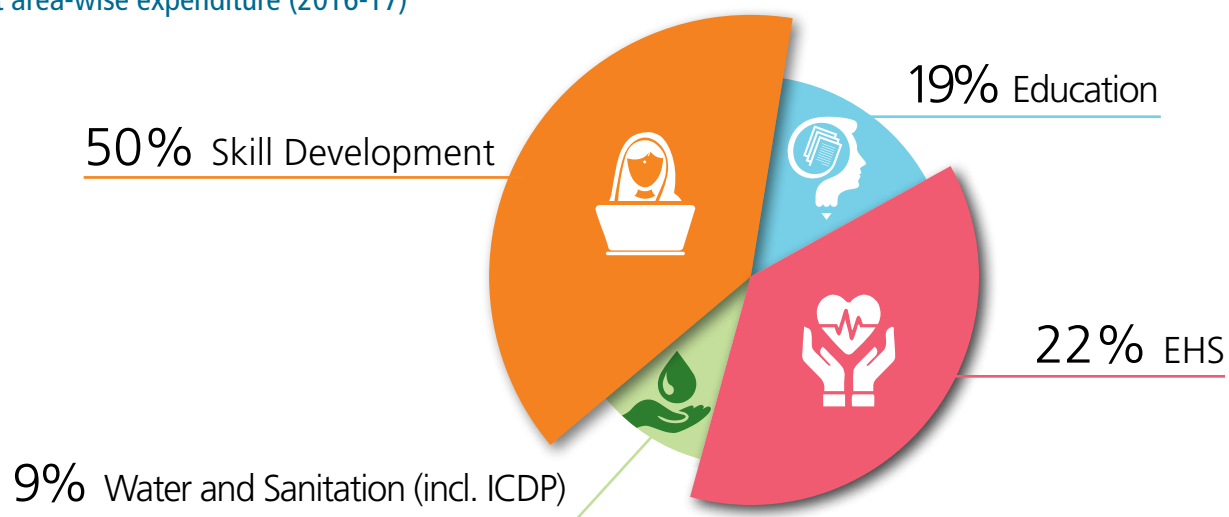 area-wise expenditure (2016-17)
19% Education
50% Skill Development
22% EHS
9% Water and Sanitation (incl. ICDP)